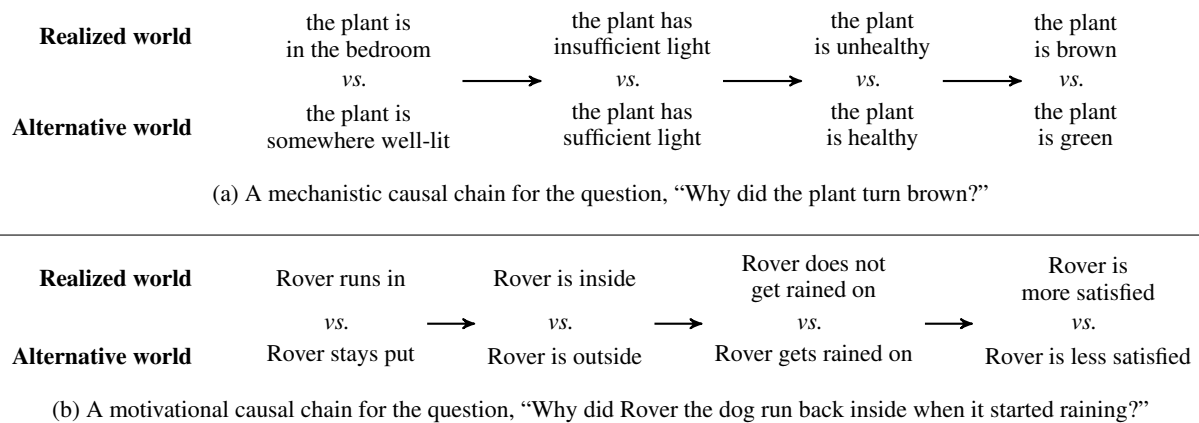 Realized world
the plant is
in the bedroom
the plant has
insufficient light
the plant
is unhealthy
the plant
is brown
vs.
vs.
vs.
vs.
Alternative world
the plant is
somewhere well-lit
the plant has
sufficient light
the plant
is healthy
the plant
is green
(a) A mechanistic causal chain for the question, “Why did the plant turn brown?”
Realized world
Rover runs in
Rover is inside
Rover does not
get rained on
Rover is
more satisfied
vs.
vs.
vs.
vs.
Alternative world
Rover stays put
Rover is outside
Rover gets rained on
Rover is less satisfied
(b) A motivational causal chain for the question, “Why did Rover the dog run back inside when it started raining?”